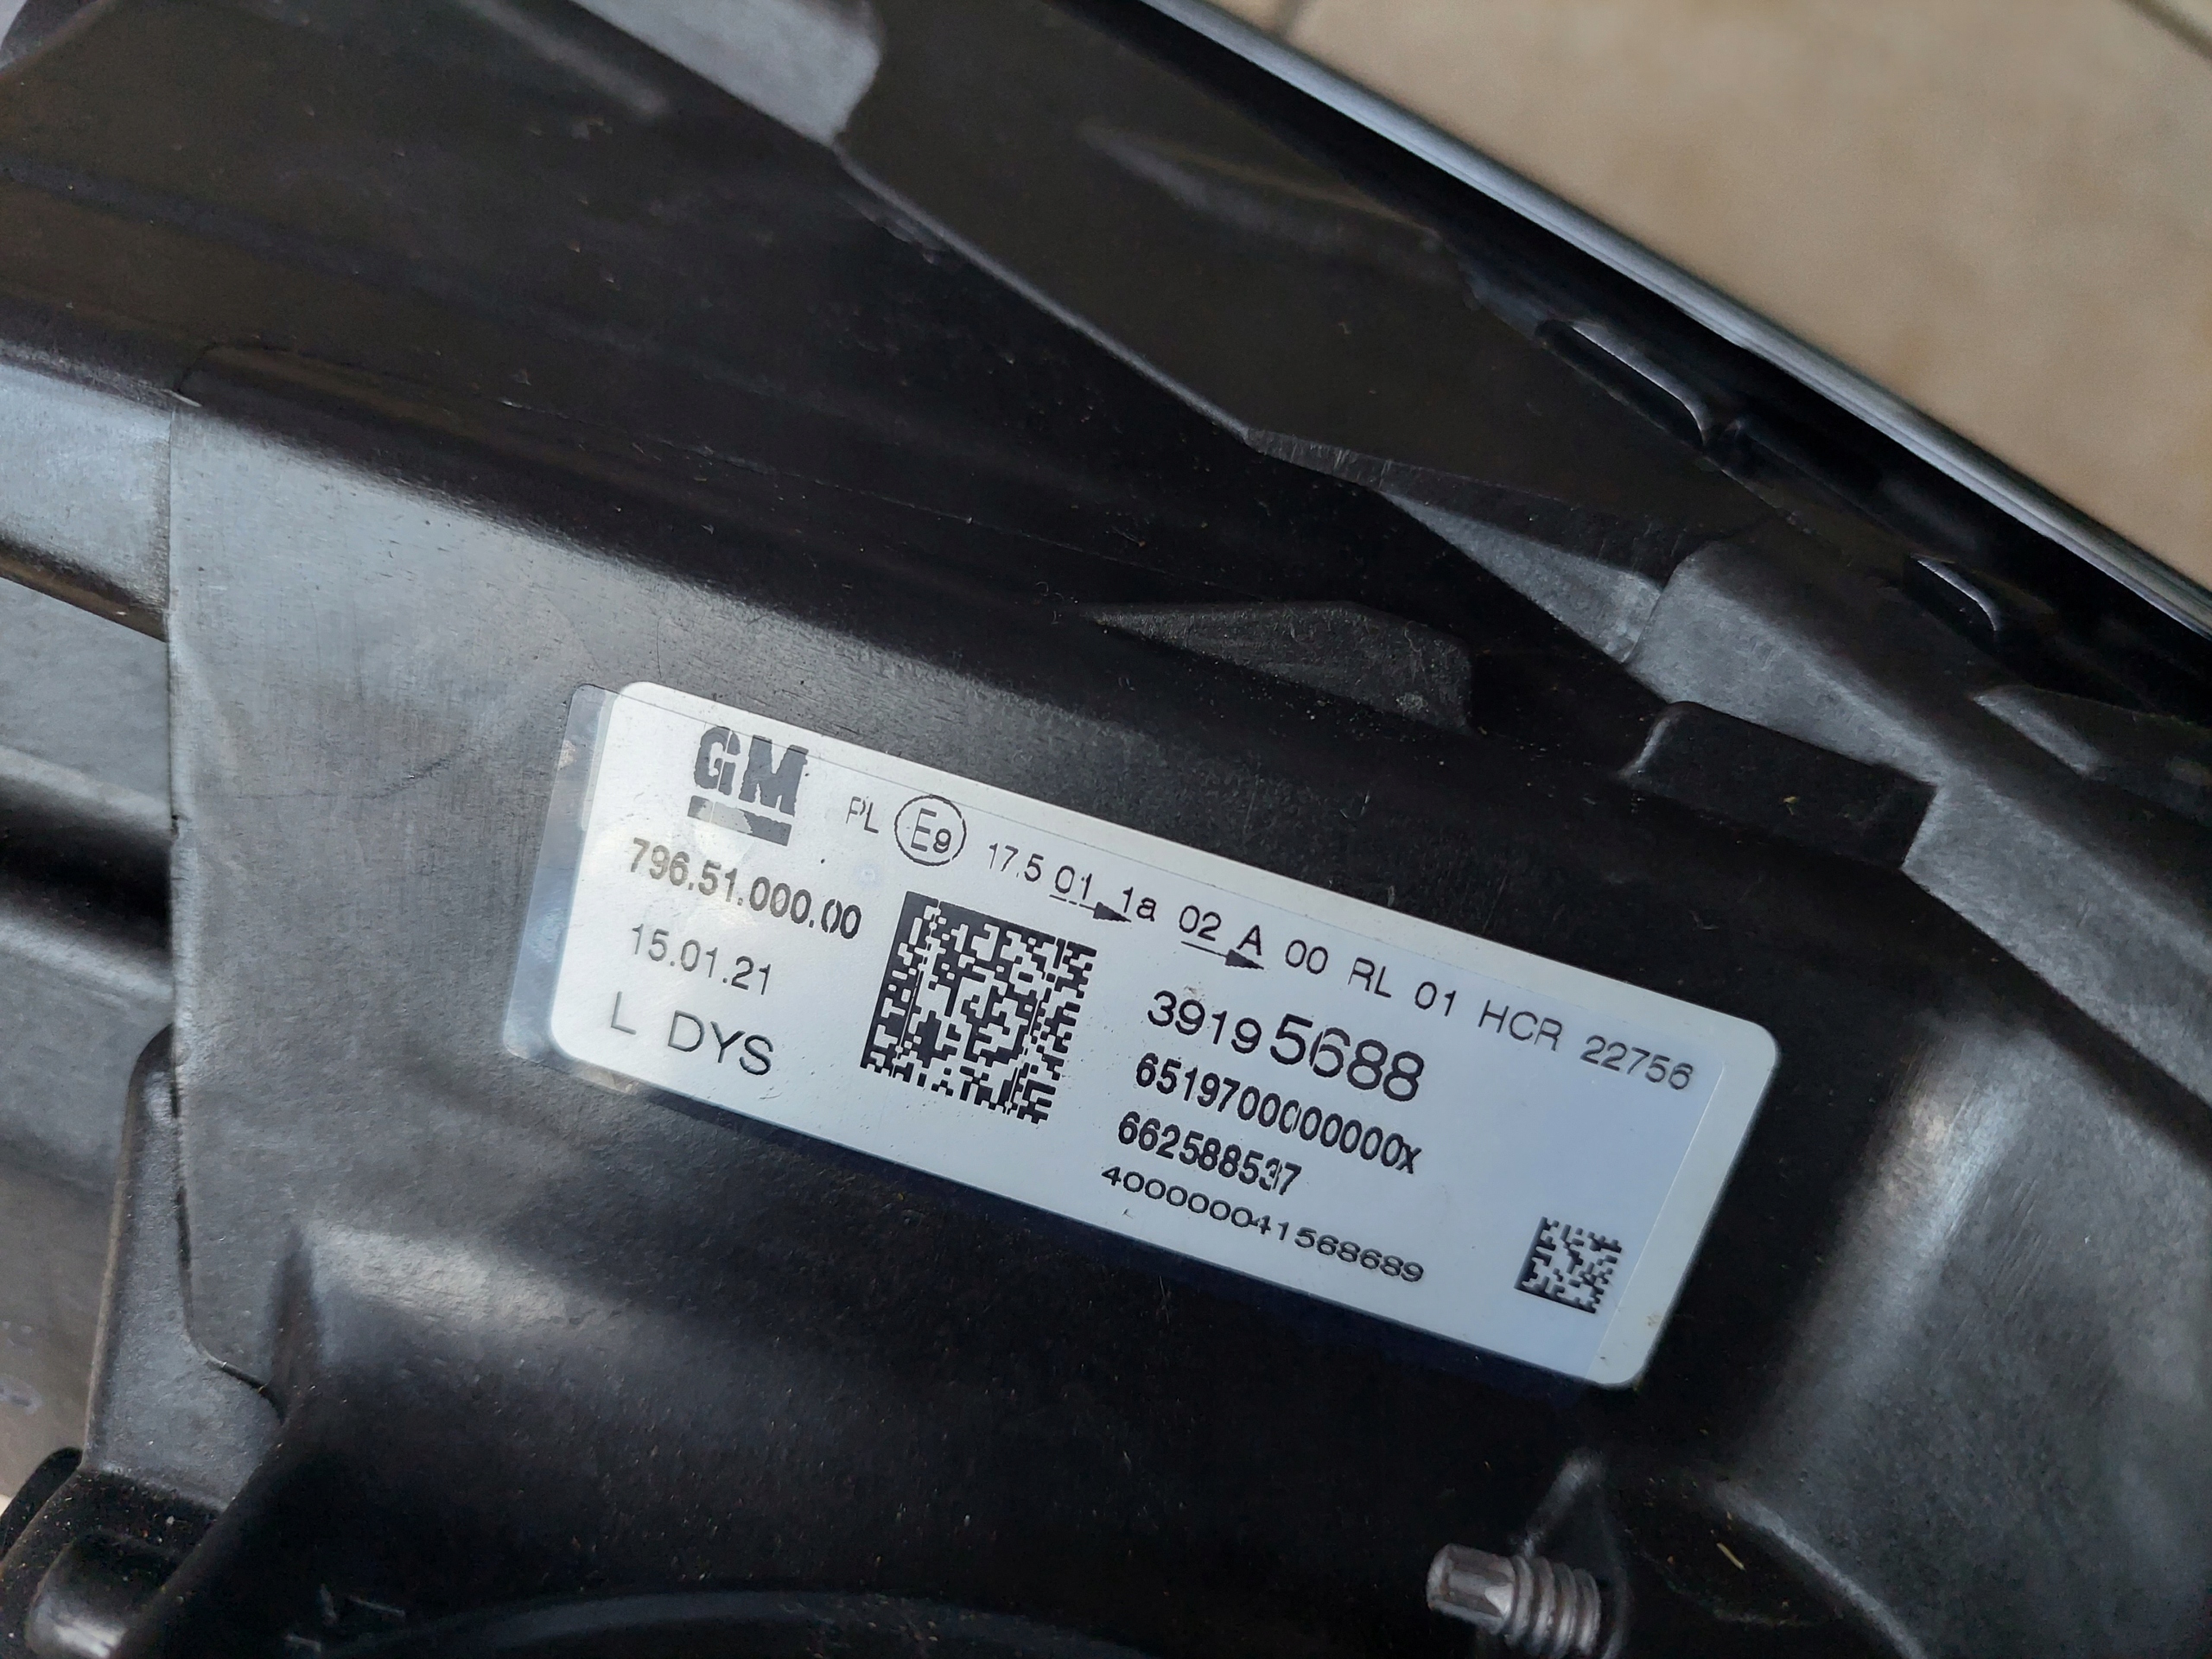 GM
PL E9 17.5 01 1a 02 A 00 RL 01 HCR 22756
796.51.000.00
15.01.21
L DYS
39195688
6519700000000x
662588537
4000000041568689